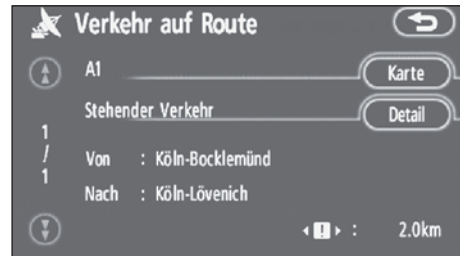 Verkehr auf Route
A1
Karte
Stehender Verkehr
Detail
1
/
1
Von : Köln-Bocklemünd
Nach : Köln-Lövenich
! : 2.0km